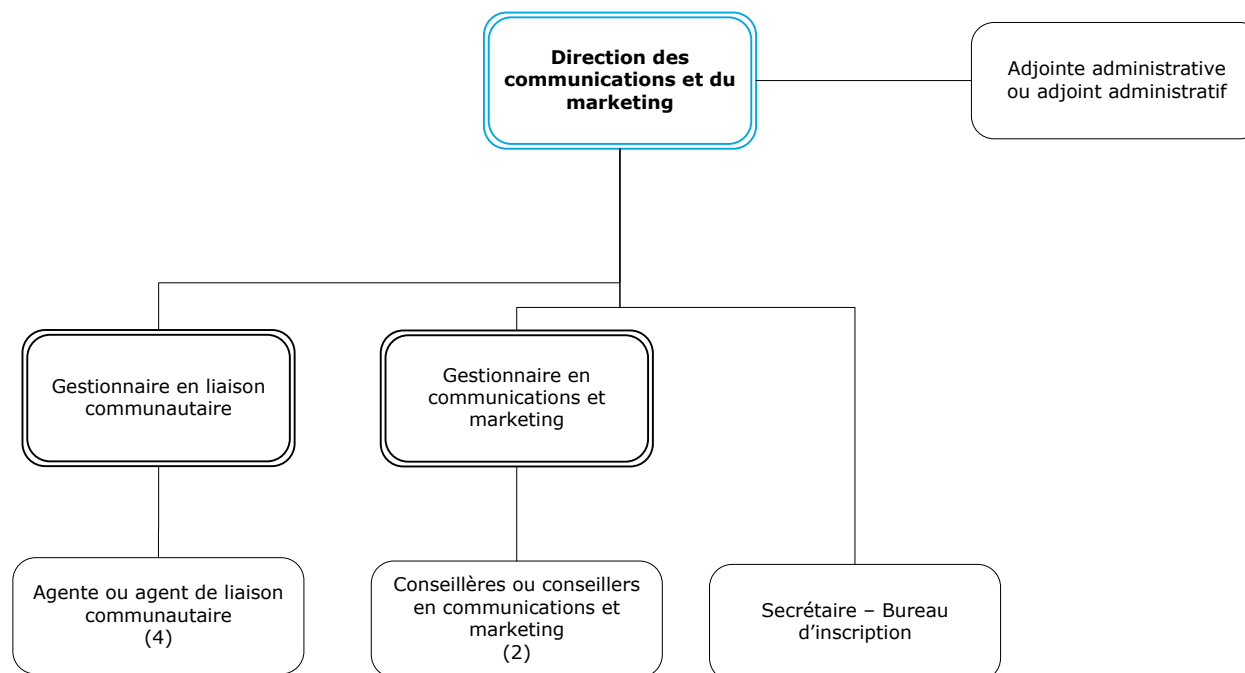 Direction des
communications et du
marketing
Adjointe administrative
ou adjoint administratif
Gestionnaire en liaison
communautaire
Gestionnaire en
communications et
marketing
Agente ou agent de liaison
communautaire
(4)
Conseillères ou conseillers
en communications et
marketing
(2)
Secrétaire – Bureau
d’inscription